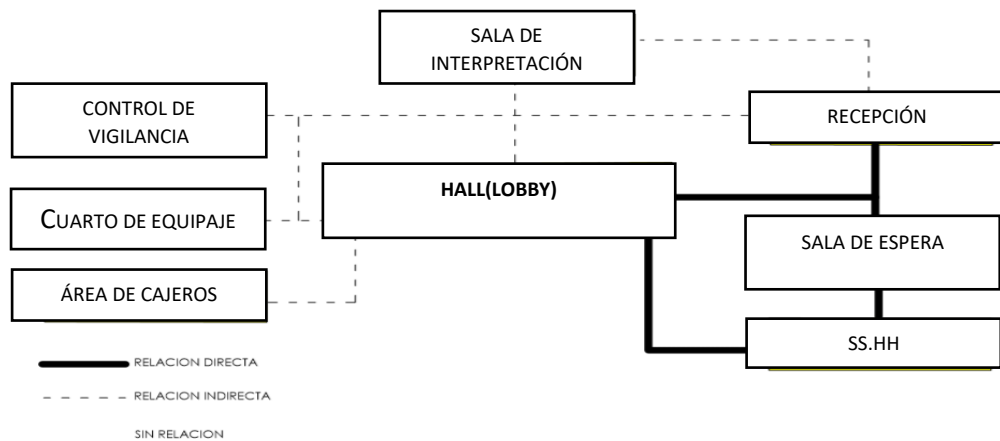 SALA DE
INTERPRETACIÓN
CONTROL DE
VIGILANCIA
RECEPCIÓN
HALL(LOBBY)
CUARTO DE EQUIPAJE
SALA DE ESPERA
ÁREA DE CAJEROS
SS.HH
RELACION DIRECTA
RELACION INDIRECTA
SIN RELACION